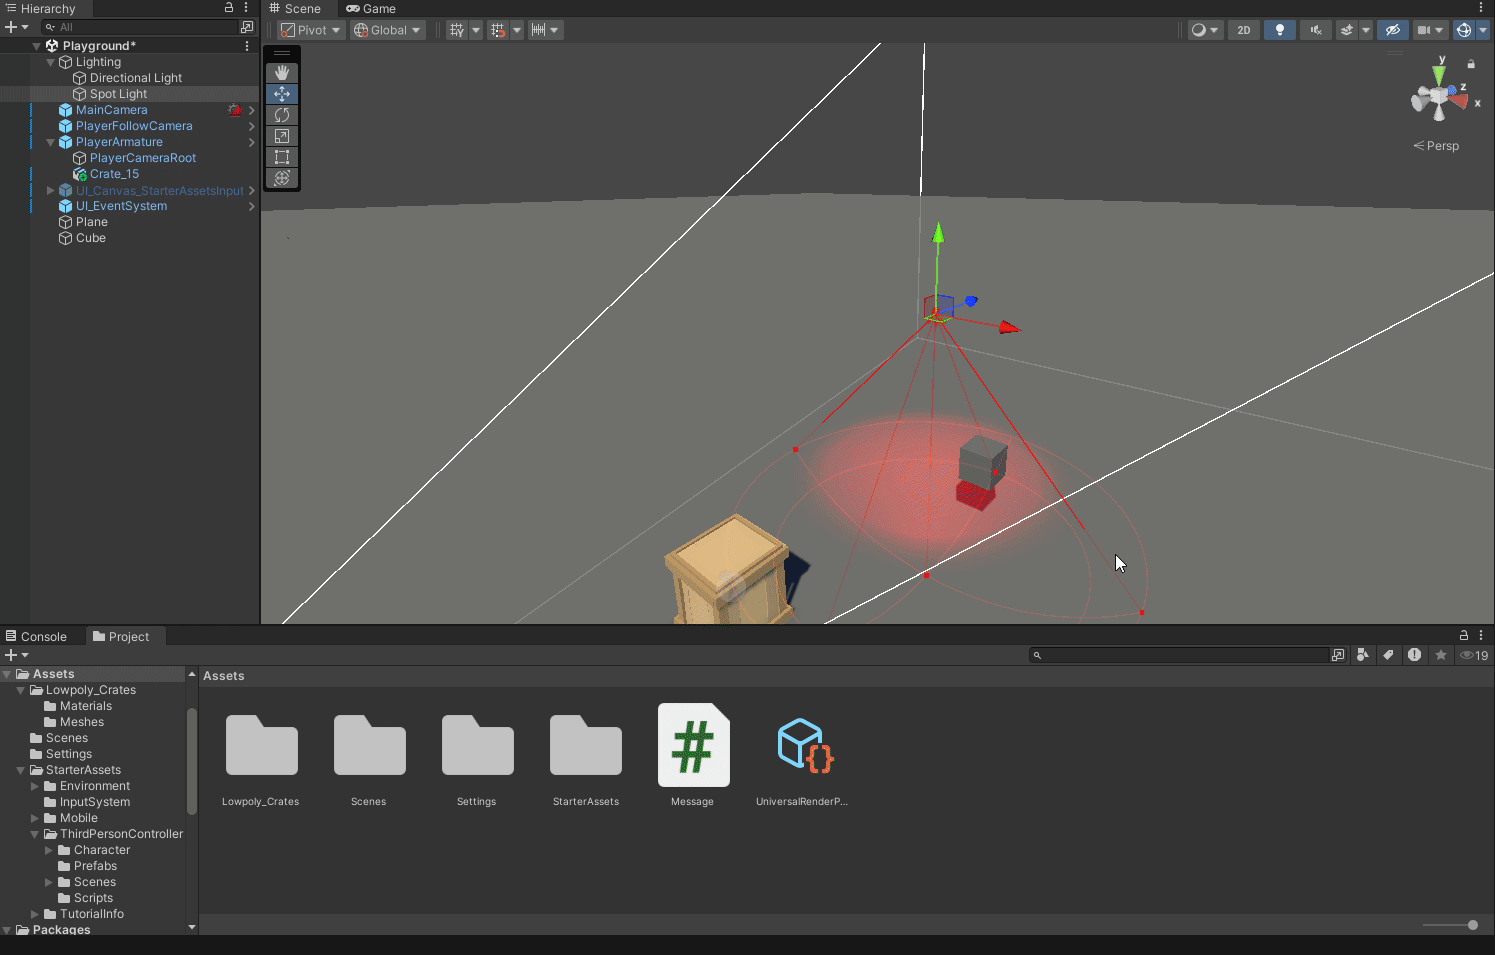 Hierarchy
All
Playground*
Lighting
Directional Light
Spot Light
MainCamera
PlayerFollowCamera
PlayerArmature
PlayerCameraRoot
Crate_15
UI_Canvas_StarterAssetsInput
UI_EventSystem
Plane
Cube
Scene
Game
Pivot
Global
2D
y
z
x
Persp
Console
Project
19
Assets
Lowpoly_Crates
Materials
Meshes
Scenes
Settings
StarterAssets
Environment
InputSystem
Mobile
ThirdPersonController
Character
Prefabs
Scenes
Scripts
TutorialInfo
Packages
Assets
Lowpoly_Crates
Scenes
Settings
StarterAssets
Message
UniversalRenderP...